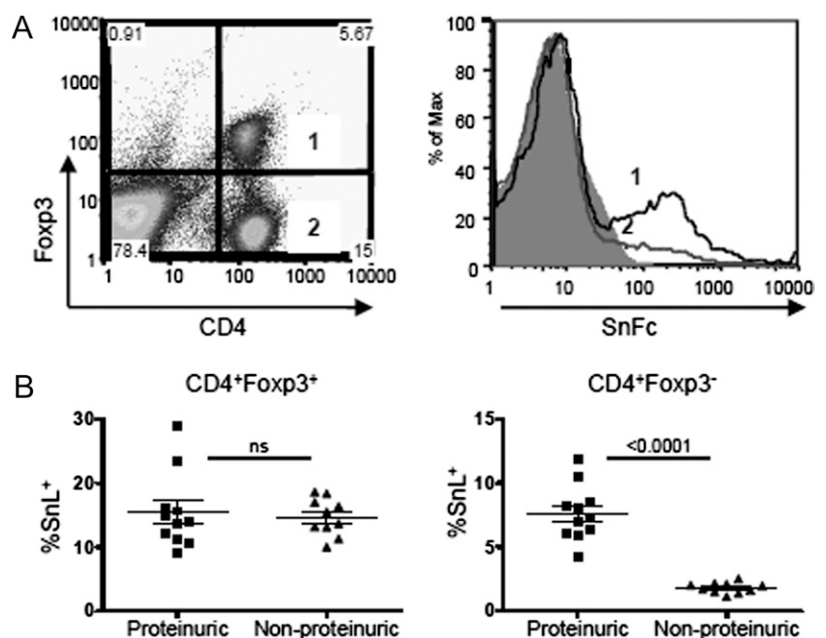 A
10000
1000
100
10
1
0.91
5.67
78.4
15
1
2
Foxp3
1 10 100 1000 10000
CD4
100
80
60
40
20
0
% of Max
1
2
1 10 100 1000 10000
SnFc
B
CD4+Foxp3+
30
20
10
0
%SnL+
ns
Proteinuric Non-proteinuric
CD4+Foxp3-
15
10
5
0
%SnL+
<0.0001
Proteinuric Non-proteinuric